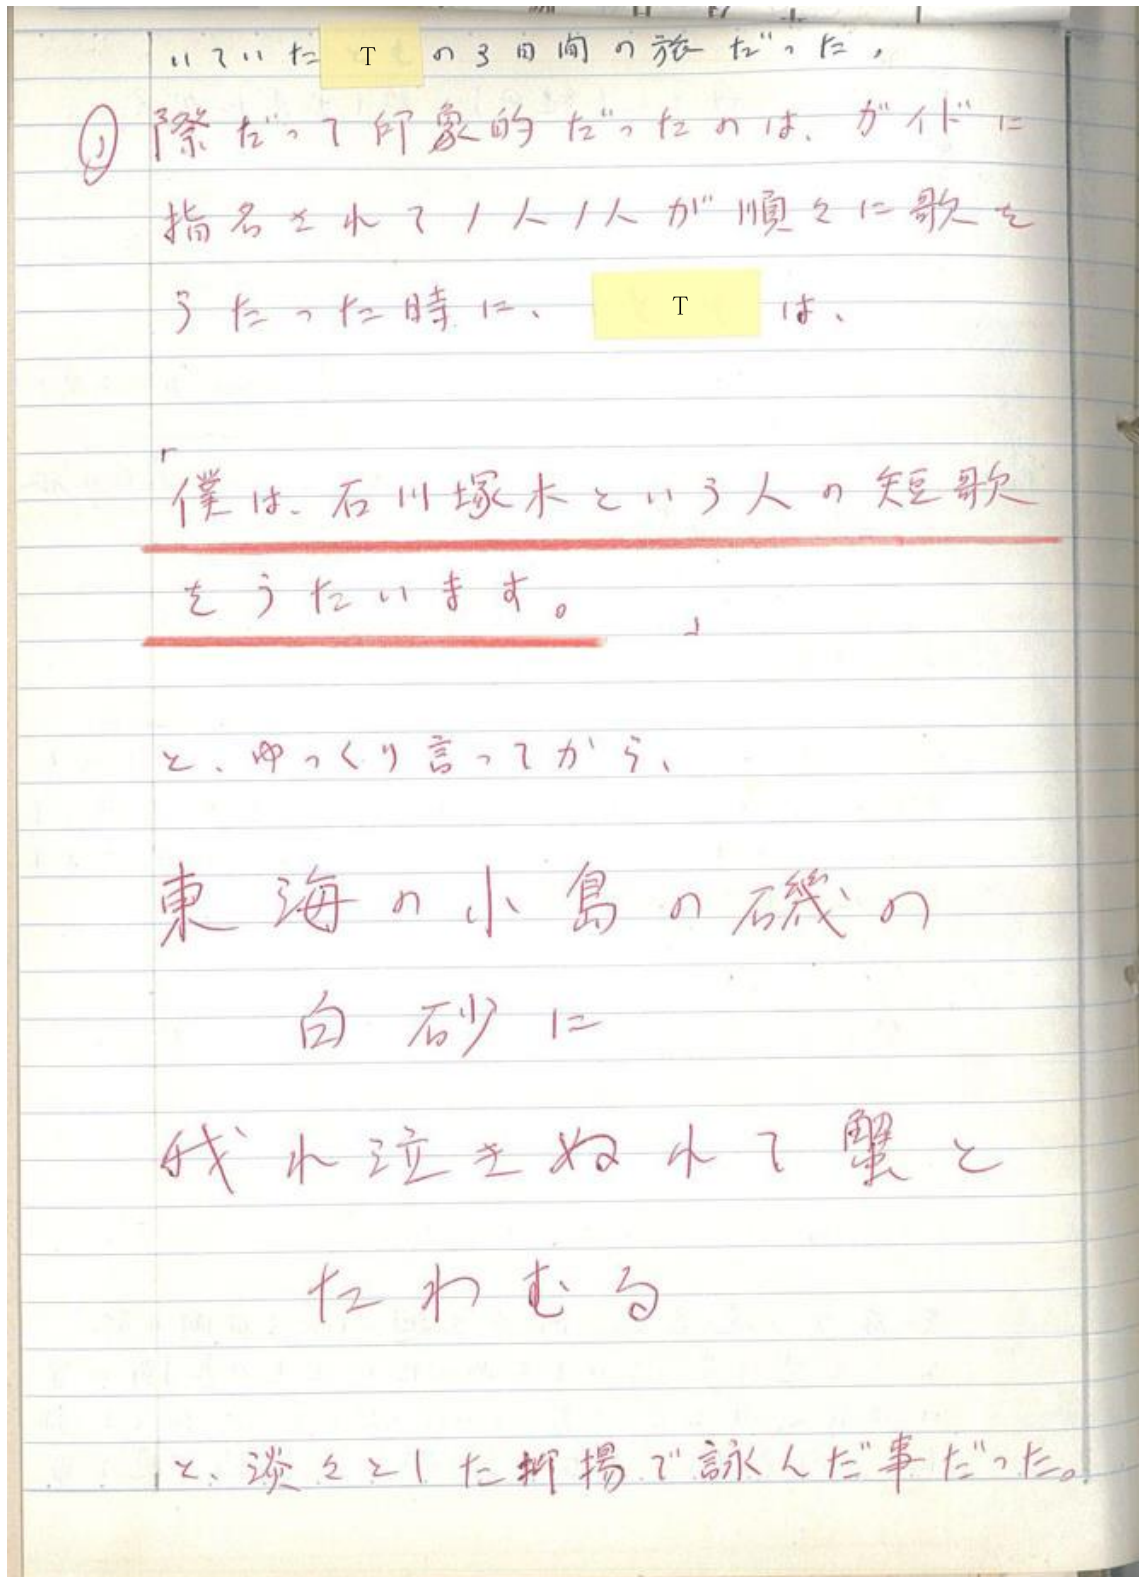 いていた T の3日間の旅だった,
① 際だって印象的だったのは、ガイドに
指名されて1人1人が順々に歌を
うたった時に、 T は、
「僕は、石川塚木という人の短歌
をうたいます。」
と、ゆっくり言ってから、
東海の小島の磯の
白砂に
我れ泣きぬれて蟹と
たわむる
と、淡々とした抑揚で詠んだ事だった。